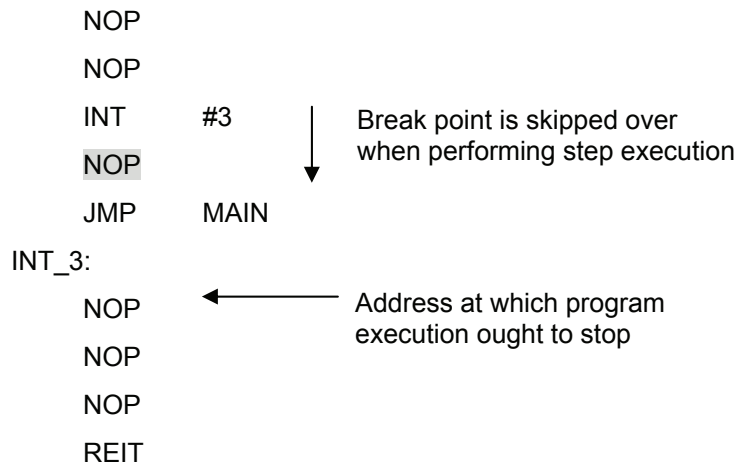 NOP
NOP
INT #3
Break point is skipped over
when performing step execution
NOP
JMP MAIN
INT_3:
NOP
Address at which program
execution ought to stop
NOP
NOP
REIT